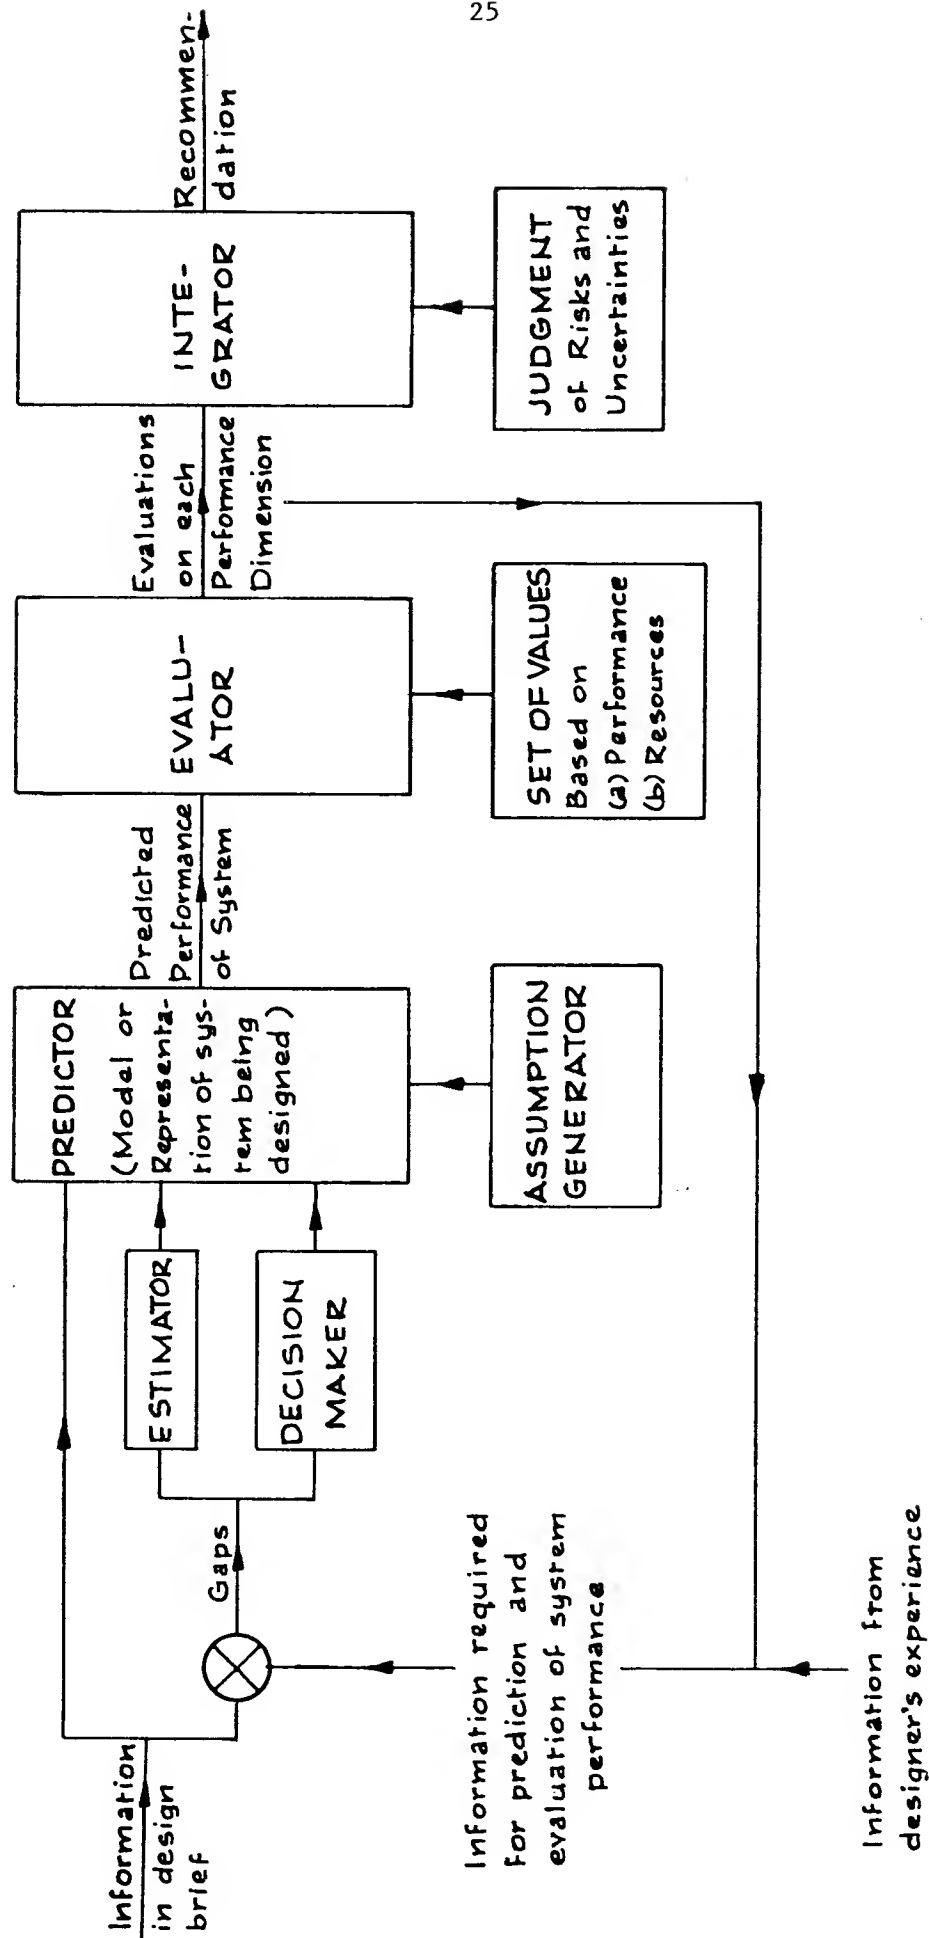 25
Information
in design
brief
Gaps
ESTIMATOR
DECISION
MAKER
PREDICTOR
(Model or
Representa-
tion of sys-
tem being
designed)
ASSUMPTION
GENERATOR
Predicted
Performance
of System
EVALU-
ATOR
SET OF VALUES
Based on
(a) Performance
(b) Resources
Evaluations
on each
Performance
Dimension
INTE-
GRATOR
JUDGMENT
of Risks and
Uncertainties
Recommen-
dation
Information required
for prediction and
evaluation of system
performance
Information from
designer's experience